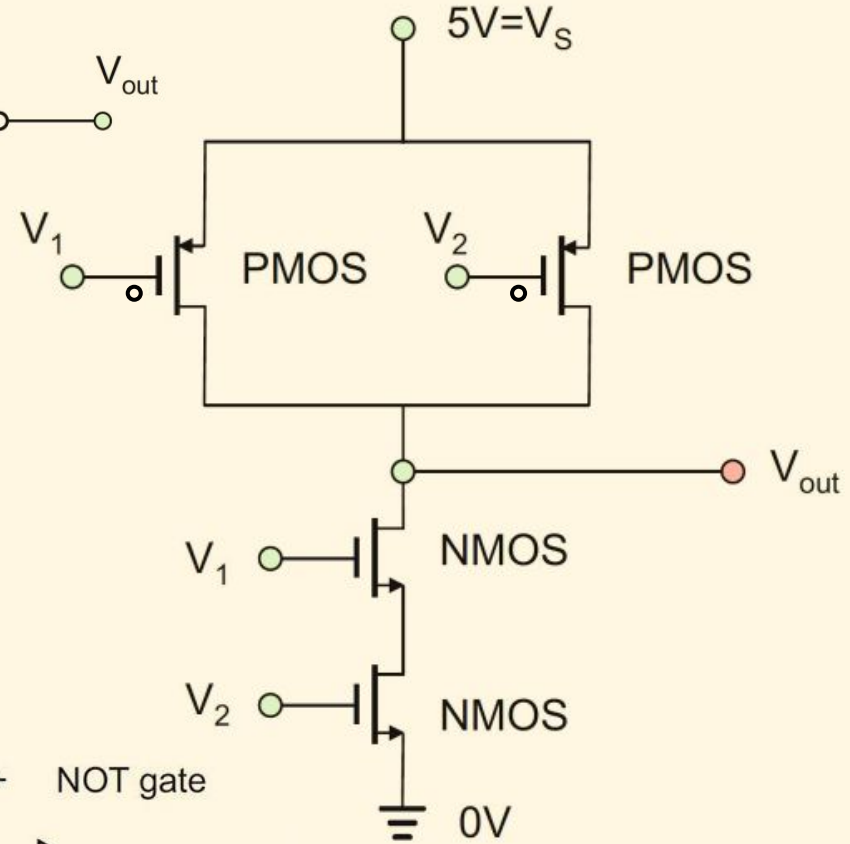 5V=V_S
V_out
V_1
PMOS
V_2
PMOS
V_out
V_1
NMOS
V_2
NMOS
NOT gate
0V